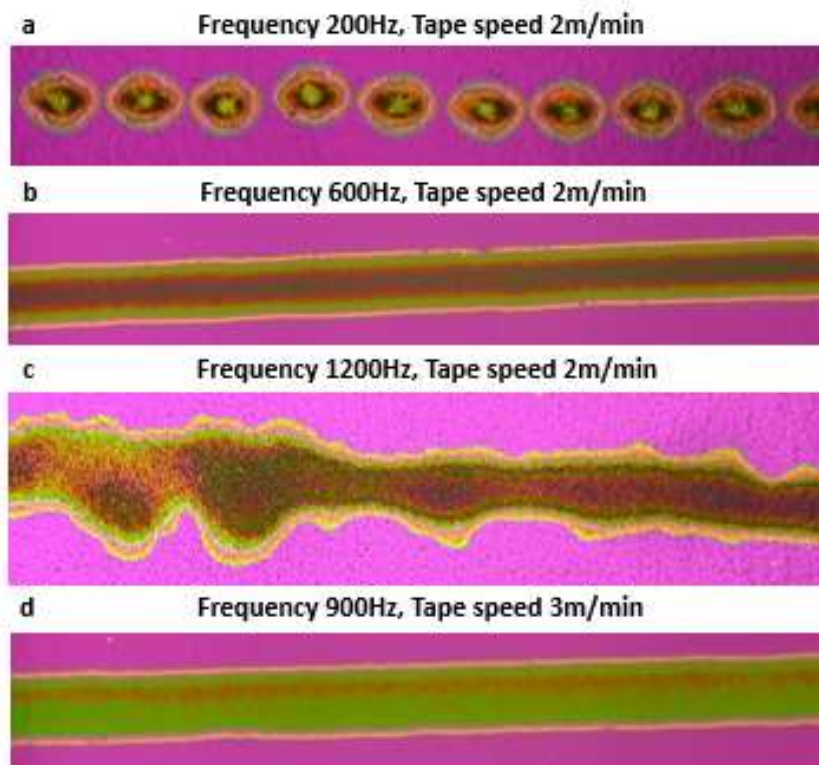 a Frequency 200Hz, Tape speed 2m/min
b Frequency 600Hz, Tape speed 2m/min
c Frequency 1200Hz, Tape speed 2m/min
d Frequency 900Hz, Tape speed 3m/min